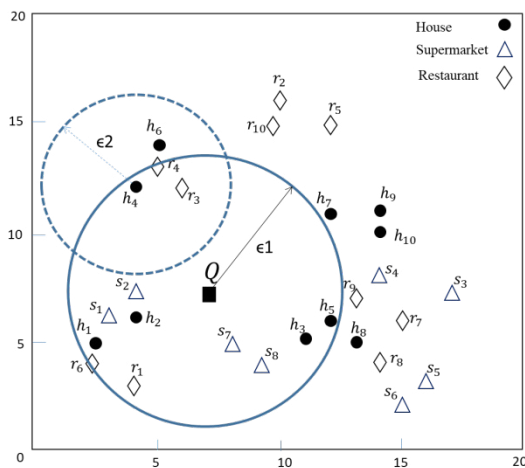 20
House
Supermarket
Restaurant
r2
r10
r5
15
h6
ϵ2
r4
h4
r3
ϵ1
h7
h9
h10
10
Q
s2
s1
h2
h1
r6
r1
s7
s8
h3
h5
r9
s4
s3
h8
r7
r8
s5
s6
5
0
5
10
15
20